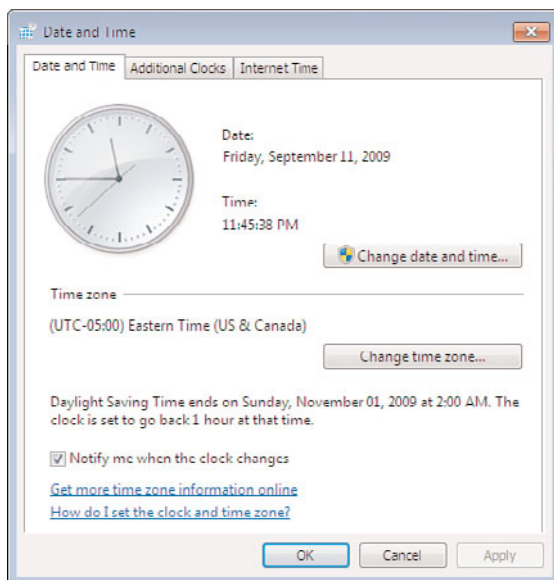 Date and Time
Date and Time
Additional Clocks
Internet Time
Date:
Friday, September 11, 2009
Time:
11:45:38 PM
Change date and time...
Time zone
(UTC-05:00) Eastern Time (US & Canada)
Change time zone...
Daylight Saving Time ends on Sunday, November 01, 2009 at 2:00 AM. The
clock is set to go back 1 hour at that time.
Notify me when the clock changes
Get more time zone information online
How do I set the clock and time zone?
OK
Cancel
Apply